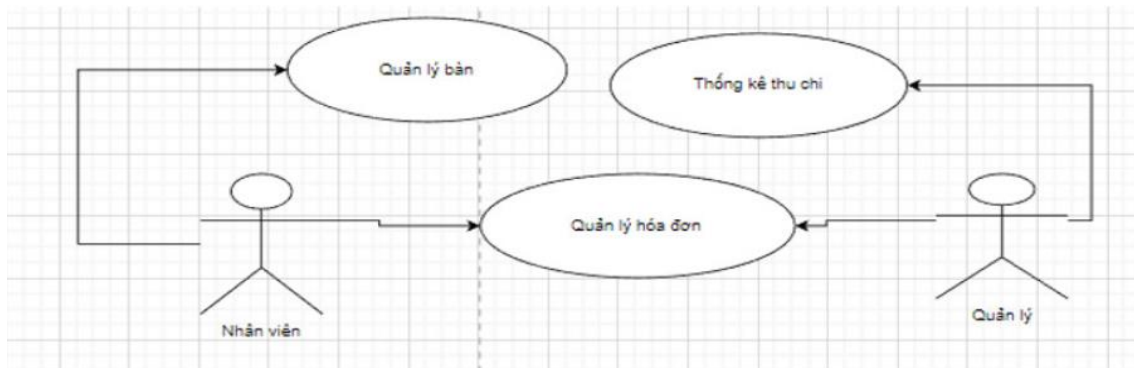 Quản lý bàn
Thống kê thu chi
Quản lý hóa đơn
Nhân viên
Quản lý